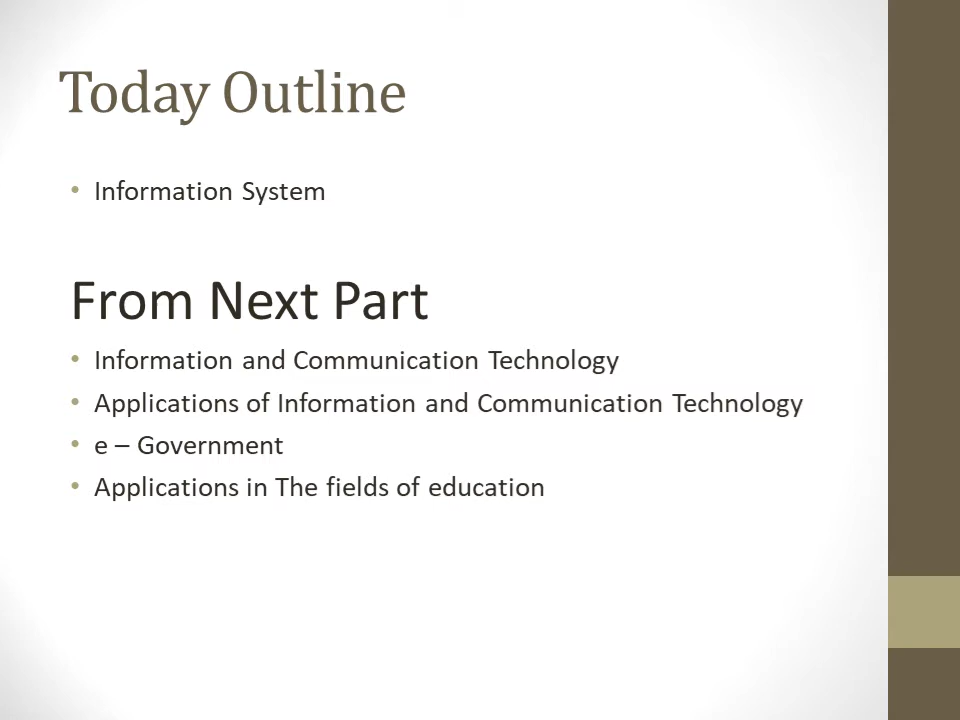 Today Outline
• Information System
From Next Part
• Information and Communication Technology
• Applications of Information and Communication Technology
• e – Government
• Applications in The fields of education